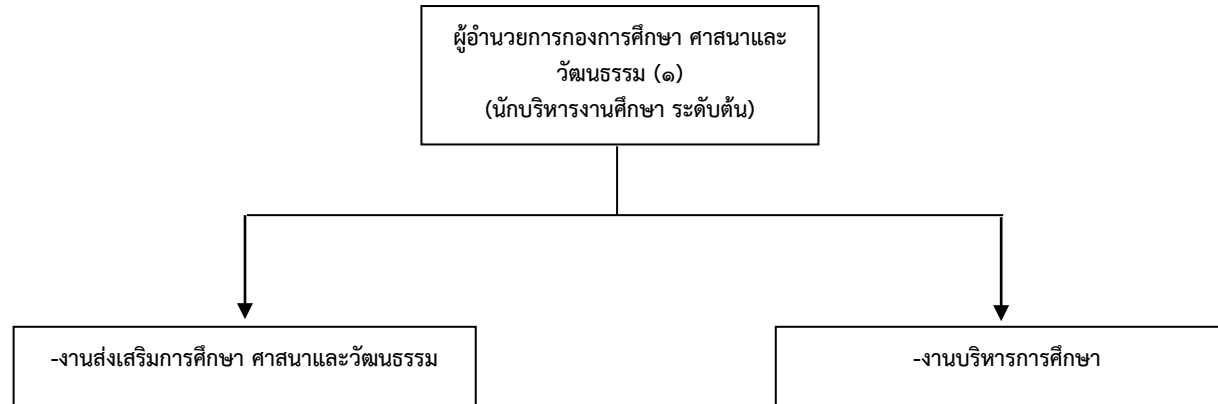 ผู้อำนวยการกองการศึกษา ศาสนาและ
วัฒนธรรม (๑)
(นักบริหารงานศึกษา ระดับต้น)
-งานส่งเสริมการศึกษา ศาสนาและวัฒนธรรม
-งานบริหารการศึกษา